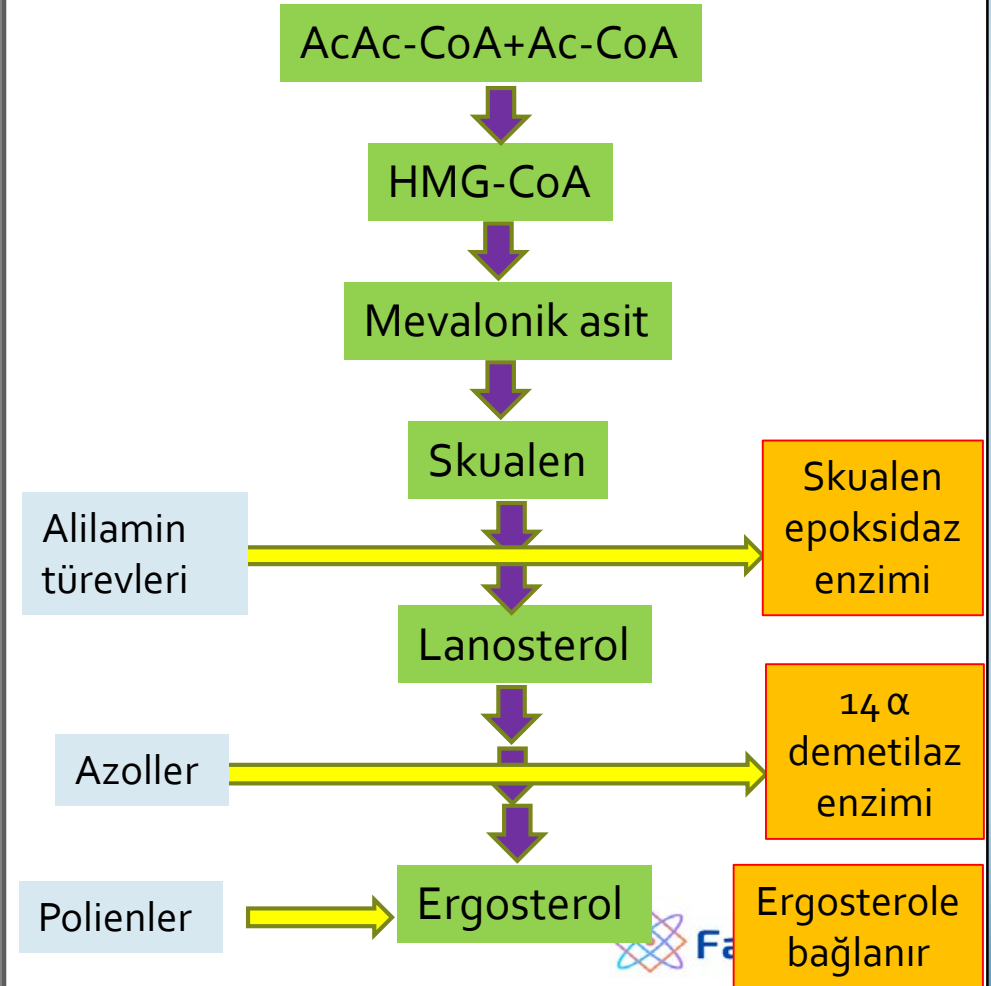 AcAc-CoA+Ac-CoA
HMG-CoA
Mevalonik asit
Skualen
Alilamin
türevleri
Skualen
epoksidaz
enzimi
Lanosterol
Azoller
14 α
demetilaz
enzimi
Polienler
Ergosterol
Ergosterole
bağlanır